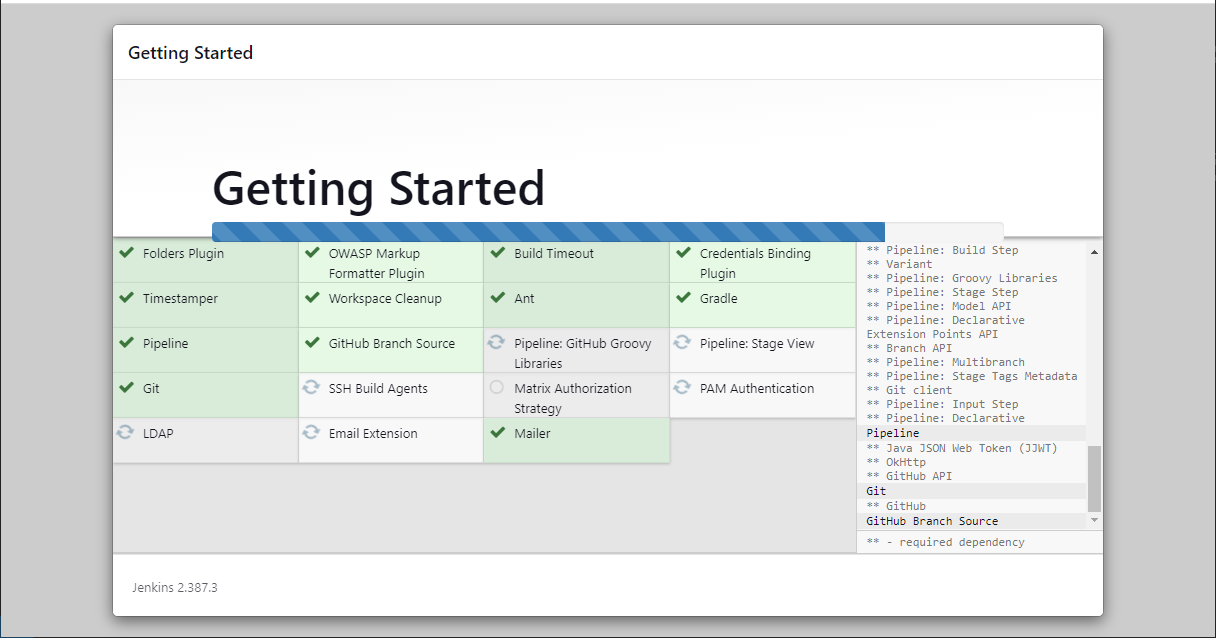 Getting Started
Getting Started
Folders Plugin
OWASP Markup
Formatter Plugin
Build Timeout
Credentials Binding
Plugin
Timestamper
Workspace Cleanup
Ant
Gradle
Pipeline
GitHub Branch Source
Pipeline: GitHub Groovy
Libraries
Pipeline: Stage View
Git
SSH Build Agents
Matrix Authorization
Strategy
PAM Authentication
LDAP
Email Extension
Mailer
** Pipeline: Build Step
** Variant
** Pipeline: Groovy Libraries
** Pipeline: Stage Step
** Pipeline: Model API
** Pipeline: Declarative
Extension Points API
** Branch API
** Pipeline: Multibranch
** Pipeline: Stage Tags Metadata
** Git client
** Pipeline: Input Step
** Pipeline: Declarative
Pipeline
** Java JSON Web Token (JJWT)
** OkHttp
** GitHub API
Git
** GitHub
GitHub Branch Source
** - required dependency
Jenkins 2.387.3